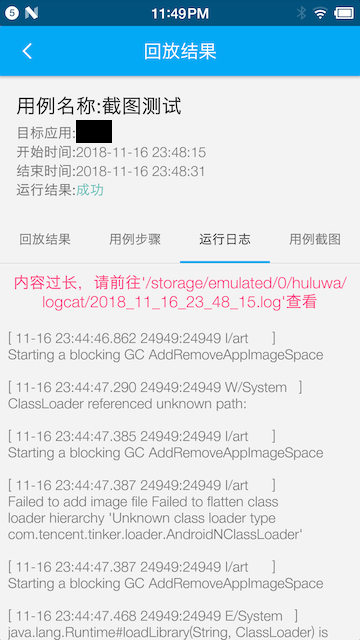 5 N 11:49PM
回放结果
用例名称:截图测试
目标应用:
开始时间:2018-11-16 23:48:15
结束时间:2018-11-16 23:48:31
运行结果:成功
回放结果 用例步骤 运行日志 用例截图
内容过长，请前往'/storage/emulated/0/huluwa/
logcat/2018_11_16_23_48_15.log'查看
[ 11-16 23:44:46.862 24949:24949 I/art ]
Starting a blocking GC AddRemoveAppImageSpace
[ 11-16 23:44:47.290 24949:24949 W/System ]
ClassLoader referenced unknown path:
[ 11-16 23:44:47.385 24949:24949 I/art ]
Starting a blocking GC AddRemoveAppImageSpace
[ 11-16 23:44:47.387 24949:24949 I/art ]
Failed to add image file Failed to flatten class
loader hierarchy 'Unknown class loader type
com.tencent.tinker.loader.AndroidNClassLoader'
[ 11-16 23:44:47.387 24949:24949 I/art ]
Starting a blocking GC AddRemoveAppImageSpace
[ 11-16 23:44:47.468 24949:24949 E/System ]
java.lang.Runtime#loadLibrary(String, ClassLoader) is